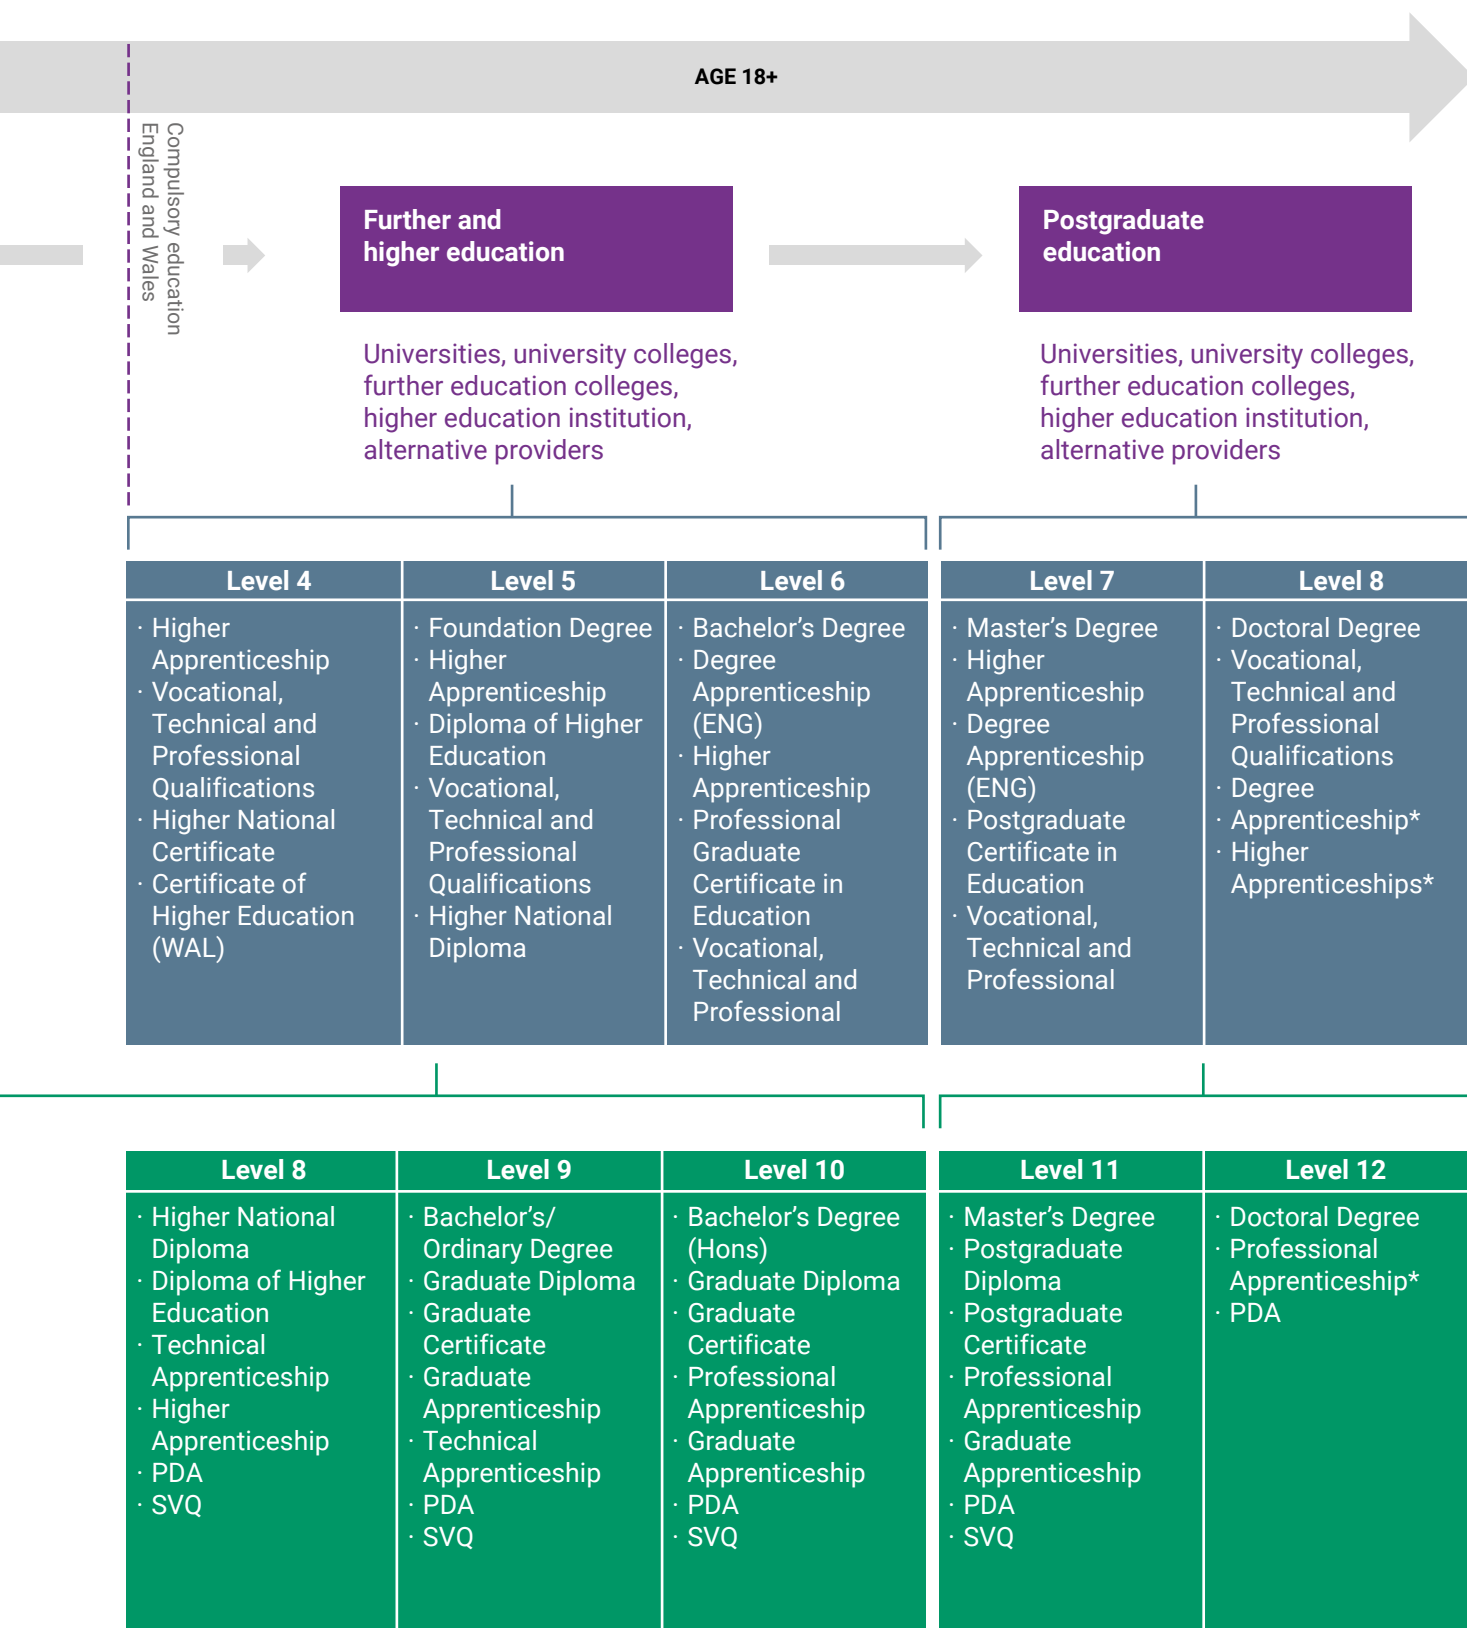 AGE 18+
Compulsory education
England and Wales
Further and
higher education
Postgraduate
education
Universities, university colleges,
further education colleges,
higher education institution,
alternative providers
Universities, university colleges,
further education colleges,
higher education institution,
alternative providers
Level 4
· Higher
Apprenticeship
· Vocational,
Technical and
Professional
Qualifications
· Higher National
Certificate
· Certificate of
Higher Education
(WAL)
Level 5
· Foundation Degree
· Higher
Apprenticeship
· Diploma of Higher
Education
· Vocational,
Technical and
Professional
Qualifications
· Higher National
Diploma
Level 6
· Bachelor's Degree
· Degree
Apprenticeship
(ENG)
· Higher
Apprenticeship
· Professional
Graduate
Certificate in
Education
· Vocational,
Technical and
Professional
Level 7
· Master's Degree
· Higher
Apprenticeship
· Degree
Apprenticeship
(ENG)
· Postgraduate
Certificate in
Education
· Vocational,
Technical and
Professional
Level 8
· Doctoral Degree
· Vocational,
Technical and
Professional
Qualifications
· Degree
· Apprenticeship*
· Higher
Apprenticeships*
Level 8
· Higher National
Diploma
· Diploma of Higher
Education
· Technical
Apprenticeship
· Higher
Apprenticeship
· PDA
· SVQ
Level 9
· Bachelor's/
Ordinary Degree
· Graduate Diploma
· Graduate
Certificate
· Graduate
Apprenticeship
· Technical
Apprenticeship
· PDA
· SVQ
Level 10
· Bachelor's Degree
(Hons)
· Graduate Diploma
· Graduate
Certificate
· Professional
Apprenticeship
· Graduate
Apprenticeship
· PDA
· SVQ
Level 11
· Master's Degree
· Postgraduate
Diploma
· Postgraduate
Certificate
· Professional
Apprenticeship
· Graduate
Apprenticeship
· PDA
· SVQ
Level 12
· Doctoral Degree
· Professional
Apprenticeship*
· PDA